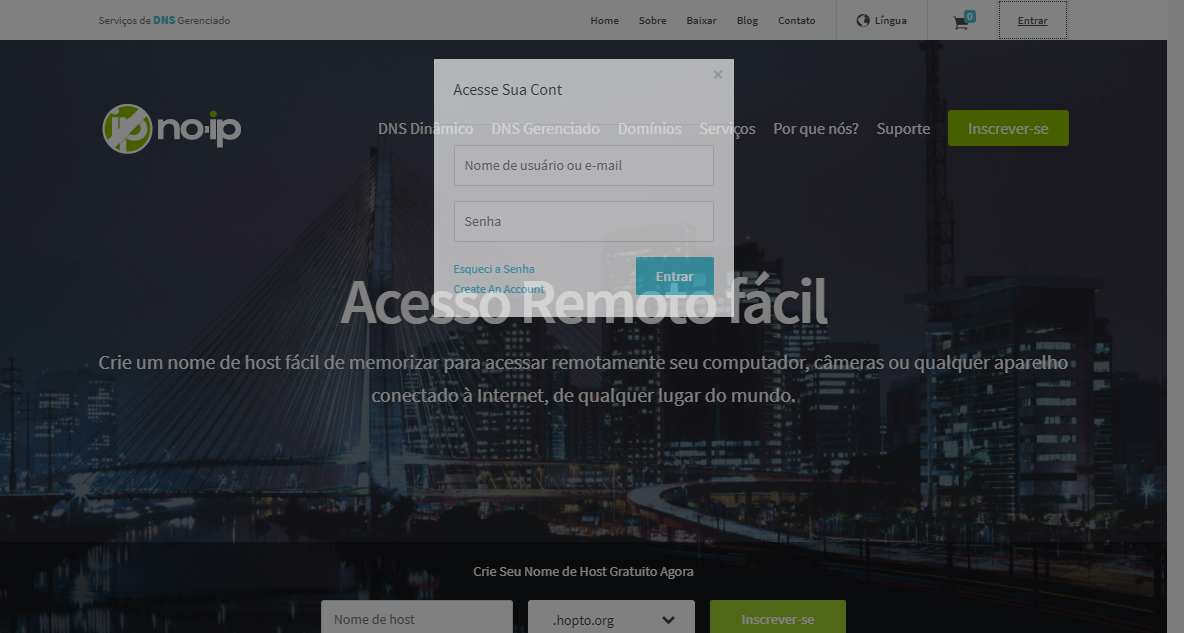 Serviços de DNS Gerenciado
Home Sobre Baixar Blog Contato Língua 0 Entrar
×
Acesse Sua Cont
no-ip
DNS Dinâmico DNS Gerenciado Domínios Serviços Por que nós? Suporte Inscrever-se
Nome de usuário ou e-mail
Senha
Esqueci a Senha
Entrar
Create An Account
Acesso Remoto fácil
Crie um nome de host fácil de memorizar para acessar remotamente seu computador, câmeras ou qualquer aparelho
conectado à Internet, de qualquer lugar do mundo.
Crie Seu Nome de Host Gratuito Agora
Nome de host .hopto.org Inscrever-se